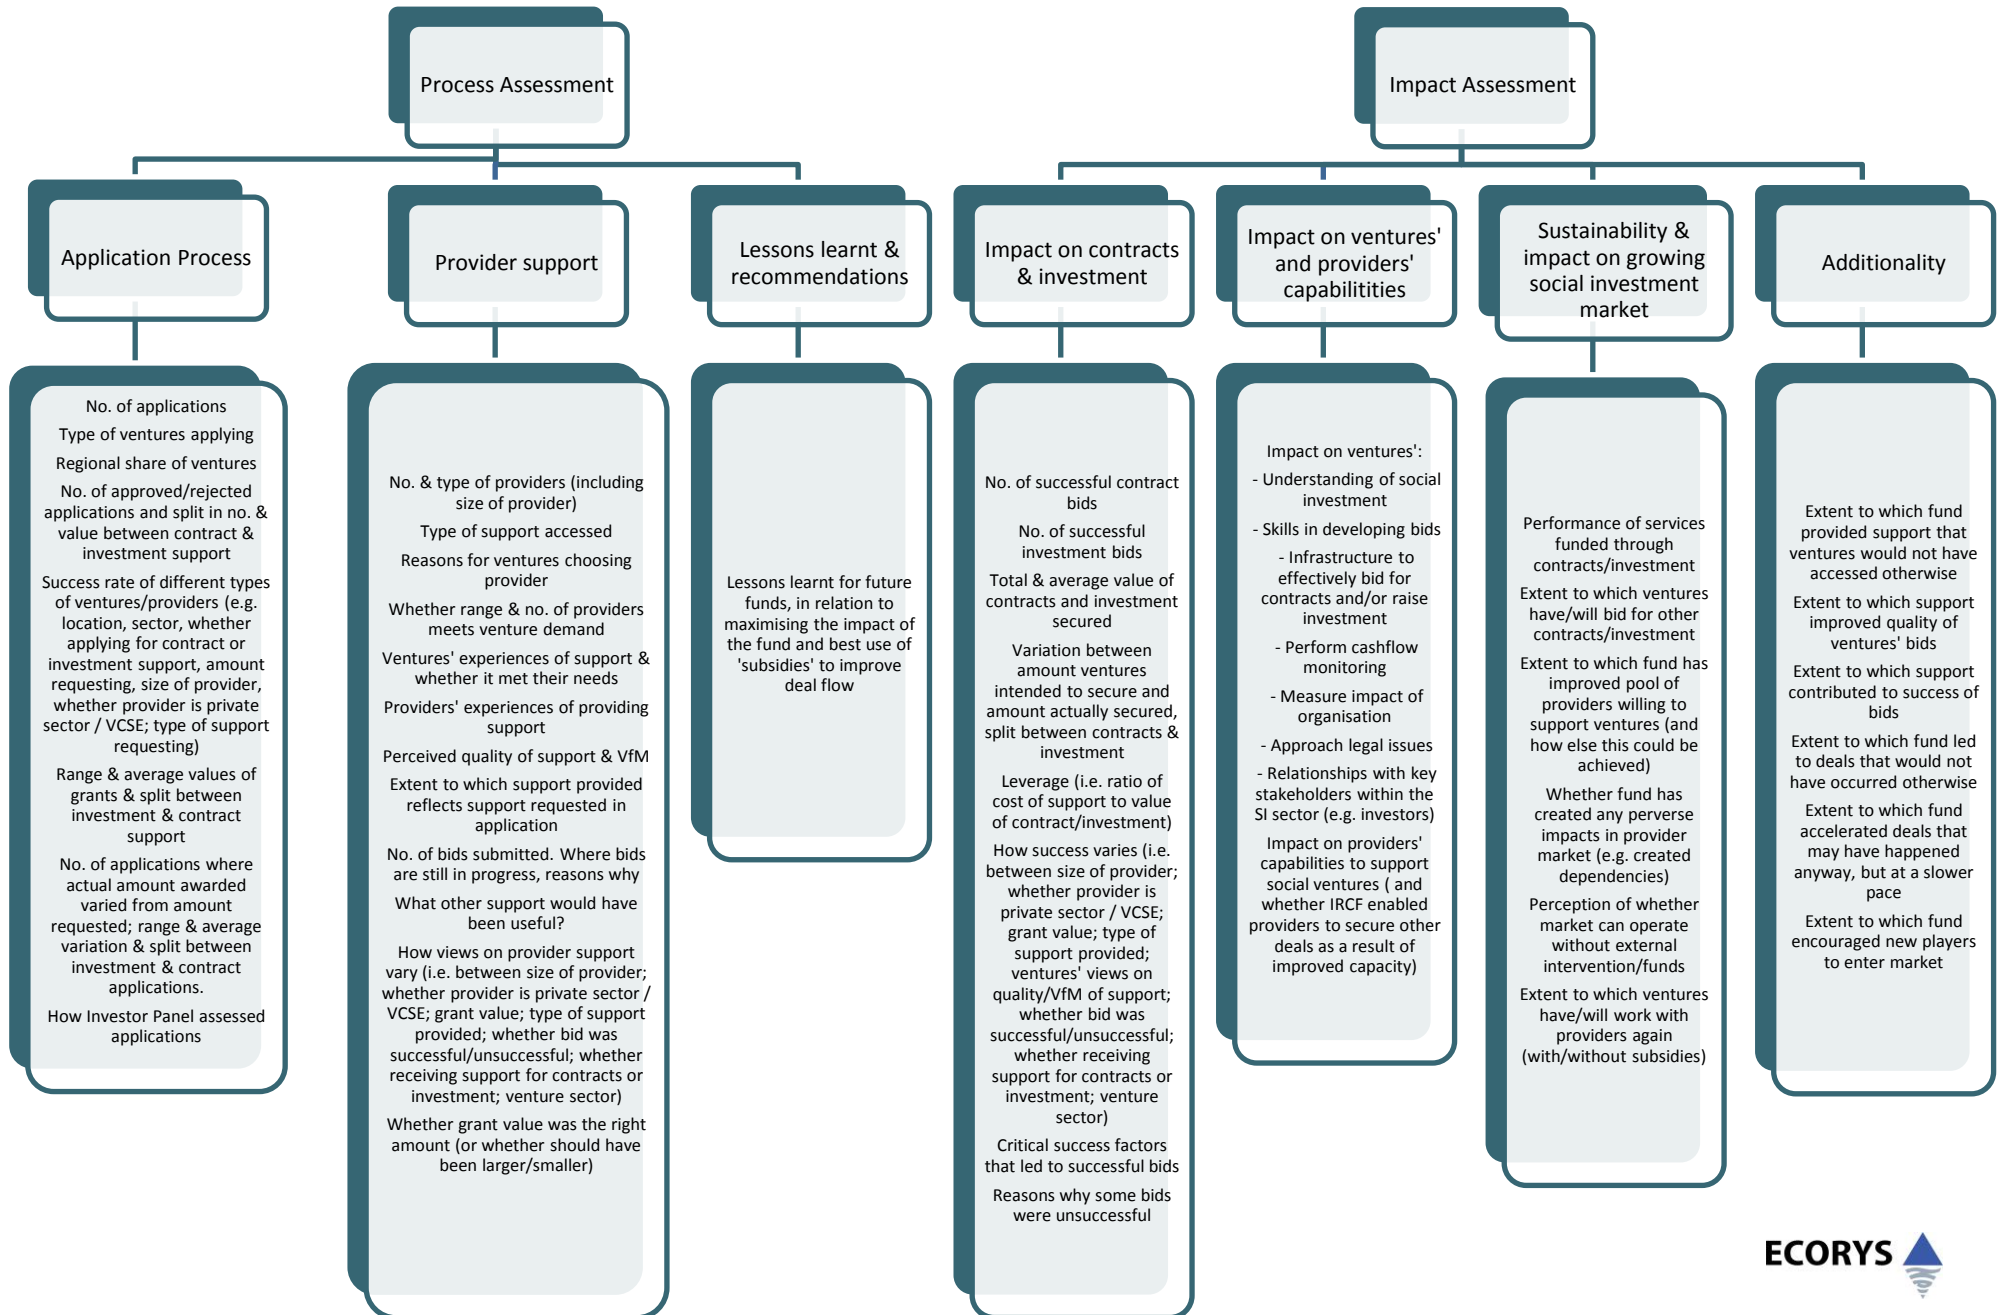 Process Assessment
Impact Assessment
Application Process
Provider support
Lessons learnt &
recommendations
Impact on contracts
& investment
Impact on ventures'
and providers'
capabilitities
Sustainability &
impact on growing
social investment
market
Additionality
No. of applications
Type of ventures applying
Regional share of ventures
No. of approved/rejected
applications and split in no. &
value between contract &
investment support
Success rate of different types
of ventures/providers (e.g.
location, sector, whether
applying for contract or
investment support, amount
requesting, size of provider,
whether provider is private
sector / VCSE; type of support
requesting)
Range & average values of
grants & split between
investment & contract
support
No. of applications where
actual amount awarded
varied from amount
requested; range & average
variation & split between
investment & contract
applications.
How Investor Panel assessed
applications
No. & type of providers (including
size of provider)
Type of support accessed
Reasons for ventures choosing
provider
Whether range & no. of providers
meets venture demand
Ventures' experiences of support &
whether it met their needs
Providers' experiences of providing
support
Perceived quality of support & VfM
Extent to which support provided
reflects support requested in
application
No. of bids submitted. Where bids
are still in progress, reasons why
What other support would have
been useful?
How views on provider support
vary (i.e. between size of provider;
whether provider is private sector /
VCSE; grant value; type of support
provided; whether bid was
successful/unsuccessful; whether
receiving support for contracts or
investment; venture sector)
Whether grant value was the right
amount (or whether should have
been larger/smaller)
Lessons learnt for future
funds, in relation to
maximising the impact of
the fund and best use of
'subsidies' to improve
deal flow
No. of successful contract
bids
No. of successful
investment bids
Total & average value of
contracts and investment
secured
Variation between
amount ventures
intended to secure and
amount actually secured,
split between contracts &
investment
Leverage (i.e. ratio of
cost of support to value
of contract/investment)
How success varies (i.e.
between size of provider;
whether provider is
private sector / VCSE;
grant value; type of
support provided;
ventures' views on
quality/VfM of support;
whether bid was
successful/unsuccessful;
whether receiving
support for contracts or
investment; venture
sector)
Critical success factors
that led to successful bids
Reasons why some bids
were unsuccessful
Impact on ventures':
- Understanding of social
investment
- Skills in developing bids
- Infrastructure to
effectively bid for
contracts and/or raise
investment
- Perform cashflow
monitoring
- Measure impact of
organisation
- Approach legal issues
- Relationships with key
stakeholders within the
SI sector (e.g. investors)
Impact on providers'
capabilities to support
social ventures ( and
whether IRCF enabled
providers to secure other
deals as a result of
improved capacity)
Performance of services
funded through
contracts/investment
Extent to which ventures
have/will bid for other
contracts/investment
Extent to which fund has
improved pool of
providers willing to
support ventures (and
how else this could be
achieved)
Whether fund has
created any perverse
impacts in provider
market (e.g. created
dependencies)
Perception of whether
market can operate
without external
intervention/funds
Extent to which ventures
have/will work with
providers again
(with/without subsidies)
Extent to which fund
provided support that
ventures would not have
accessed otherwise
Extent to which support
improved quality of
ventures' bids
Extent to which support
contributed to success of
bids
Extent to which fund led
to deals that would not
have occurred otherwise
Extent to which fund
accelerated deals that
may have happened
anyway, but at a slower
pace
Extent to which fund
encouraged new players
to enter market
ECORYS